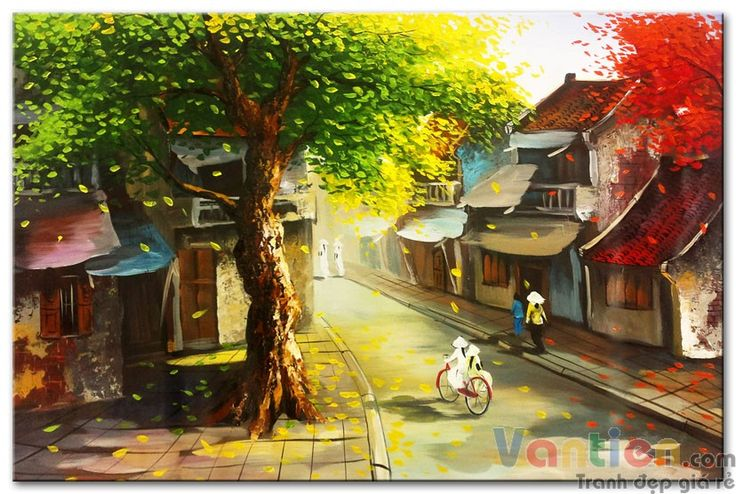 Vantien.com
Tranh đẹp giá rẻ